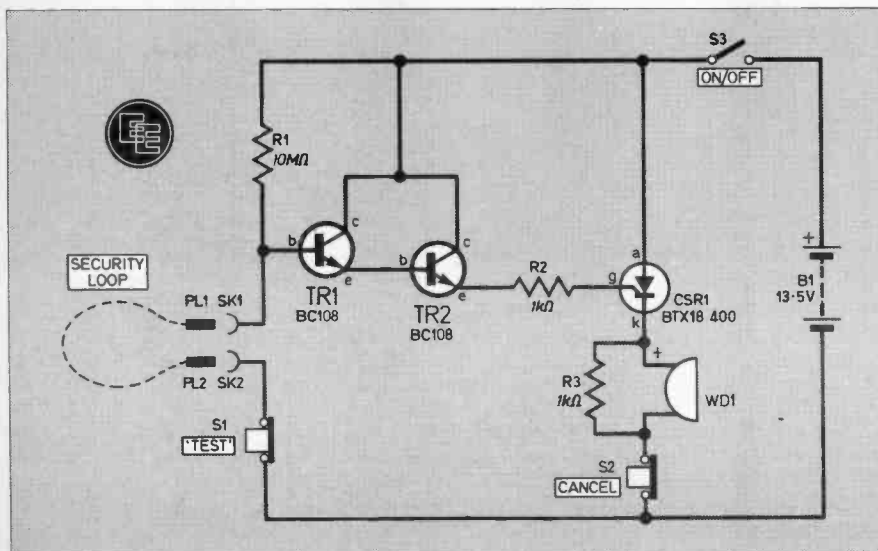 S3
ON/OFF
EE
R1
10MΩ
a
c
c
b
b
SECURITY
LOOP
PL1 SK1
TR1
BC108
e
TR2
BC108
e
R2
1kΩ
g
CSR1
BTX18 400
k
+
B1
13·5V
PL2 SK2
R3
1kΩ
+
WD1
S1
'TEST'
S2
CANCEL